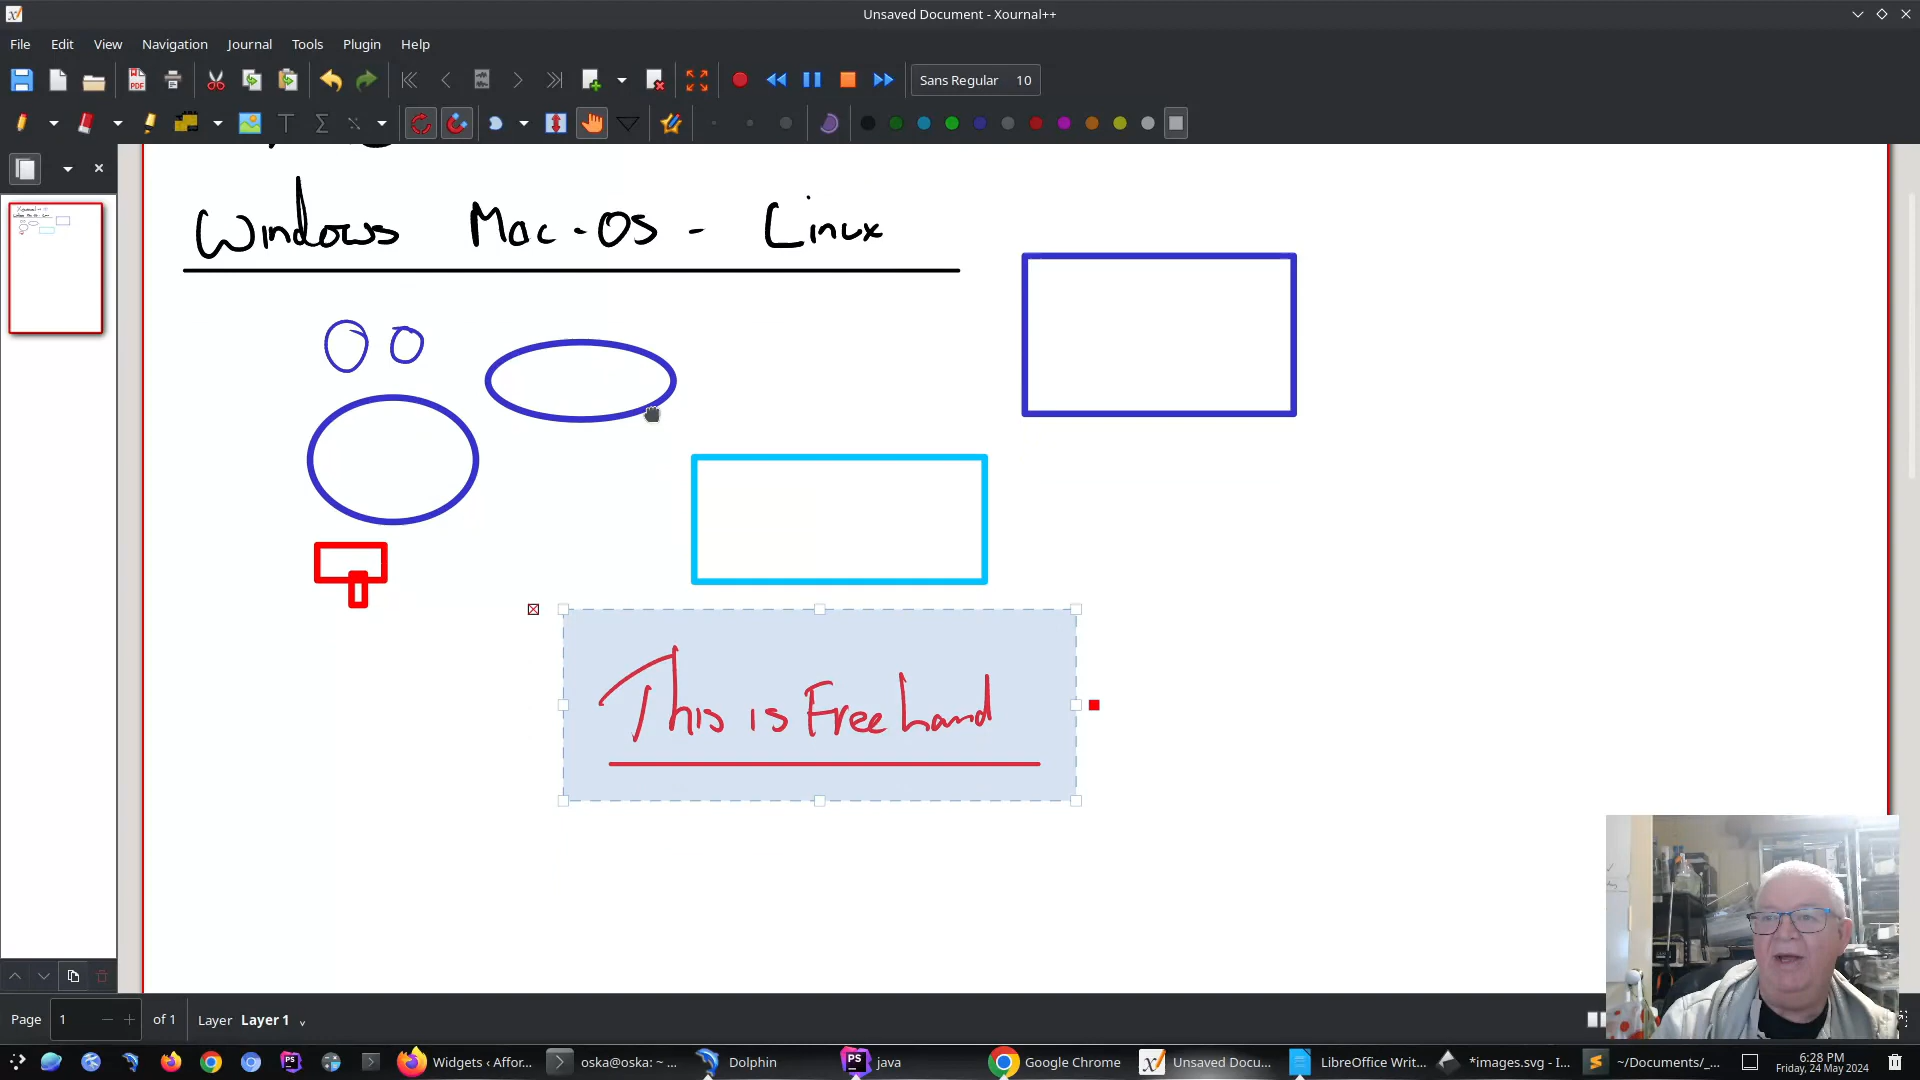 Unsaved Document - Xournal++
File Edit View Navigation Journal Tools Plugin Help
Sans Regular 10
Windows Mac-OS - Linux
This is Free hand
Page 1 of 1 Layer Layer 1
Widgets ‹ Affor... oska@oska: ~ ... Dolphin java Google Chrome Unsaved Docu... LibreOffice Writ... *images.svg - I... ~/Documents/_... 6:28 PM
Friday, 24 May 2024